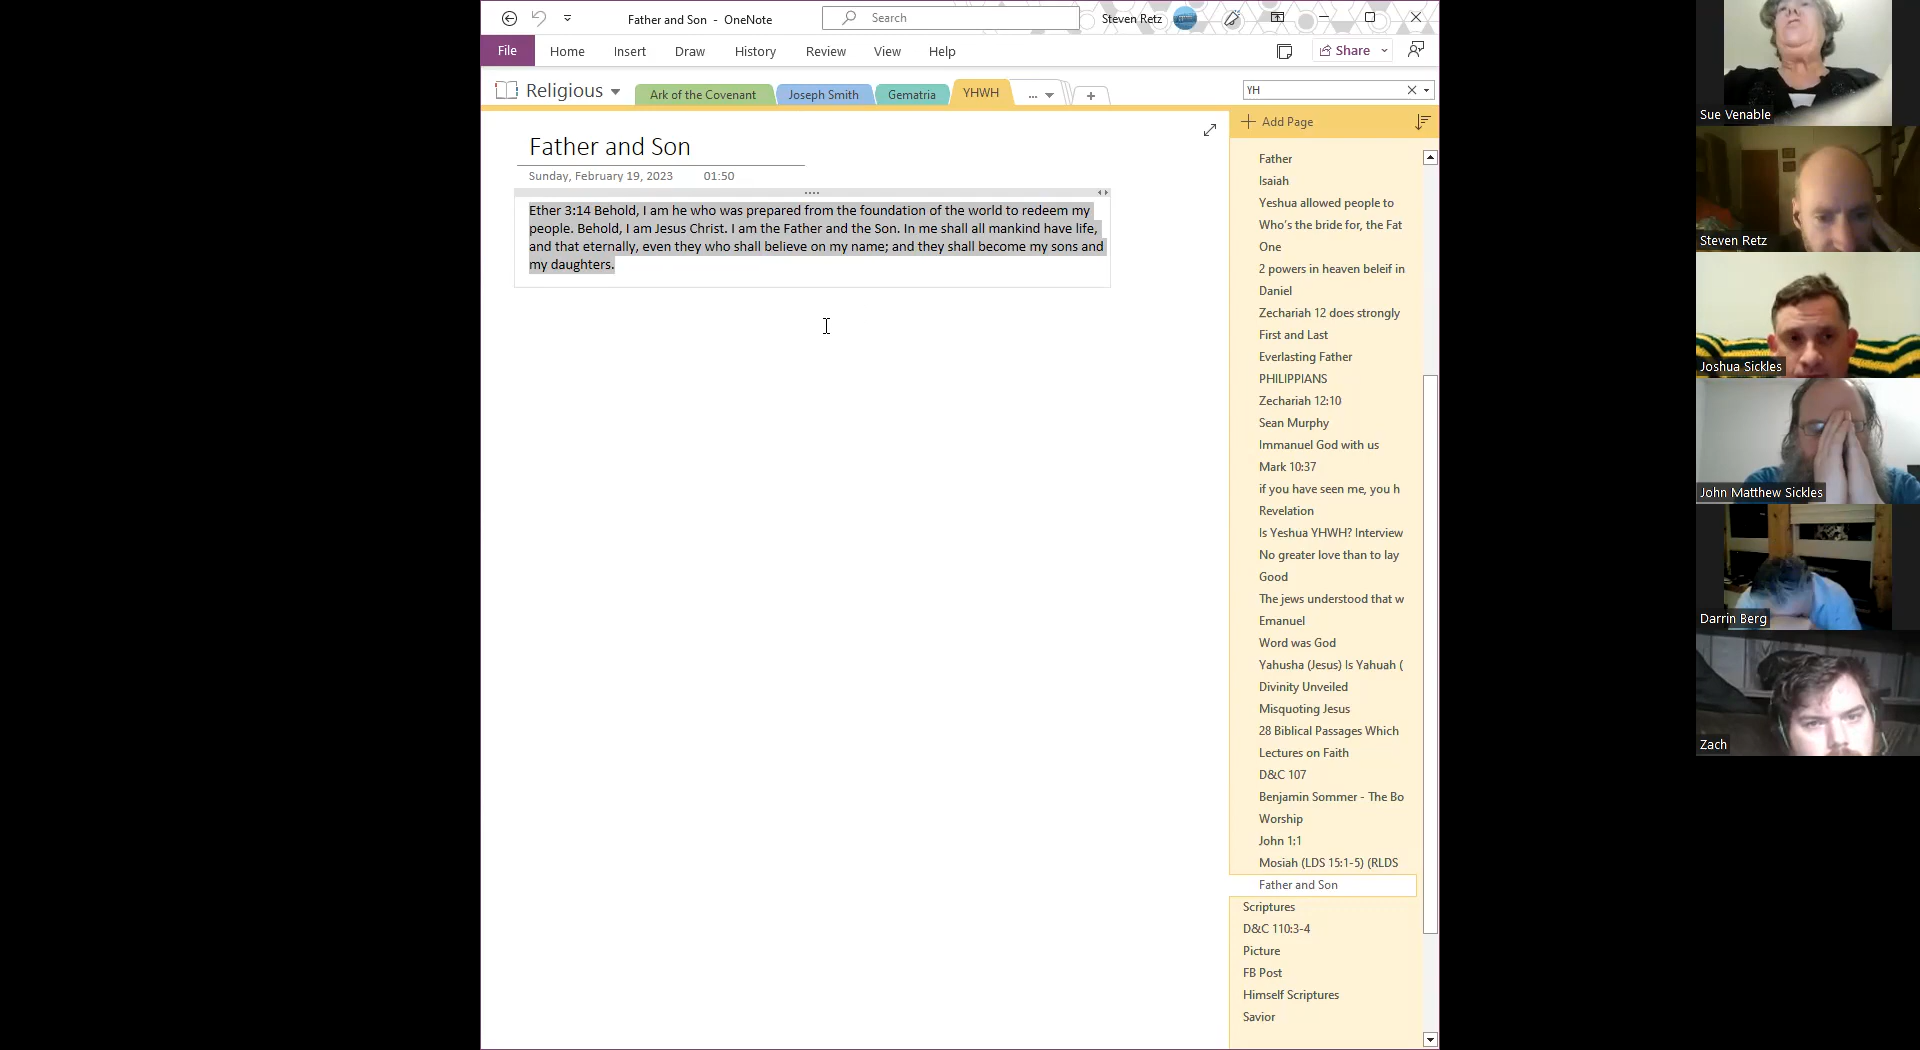 Father and Son - OneNote
Search
Steven Retz
File
Home
Insert
Draw
History
Review
View
Help
Share
Religious
Ark of the Covenant
Joseph Smith
Gematria
YHWH
...
YH
Add Page
Father and Son
Sunday, February 19, 2023 01:50
Ether 3:14 Behold, I am he who was prepared from the foundation of the world to redeem my
people. Behold, I am Jesus Christ. I am the Father and the Son. In me shall all mankind have life,
and that eternally, even they who shall believe on my name; and they shall become my sons and
my daughters.
Father
Isaiah
Yeshua allowed people to
Who's the bride for, the Fat
One
2 powers in heaven beleif in
Daniel
Zechariah 12 does strongly
First and Last
Everlasting Father
PHILIPPIANS
Zechariah 12:10
Sean Murphy
Immanuel God with us
Mark 10:37
if you have seen me, you h
Revelation
Is Yeshua YHWH? Interview
No greater love than to lay
Good
The jews understood that w
Emanuel
Word was God
Yahusha (Jesus) Is Yahuah (
Divinity Unveiled
Misquoting Jesus
28 Biblical Passages Which
Lectures on Faith
D&C 107
Benjamin Sommer - The Bo
Worship
John 1:1
Mosiah (LDS 15:1-5) (RLDS
Father and Son
Scriptures
D&C 110:3-4
Picture
FB Post
Himself Scriptures
Savior
Sue Venable
Steven Retz
Joshua Sickles
John Matthew Sickles
Darrin Berg
Zach